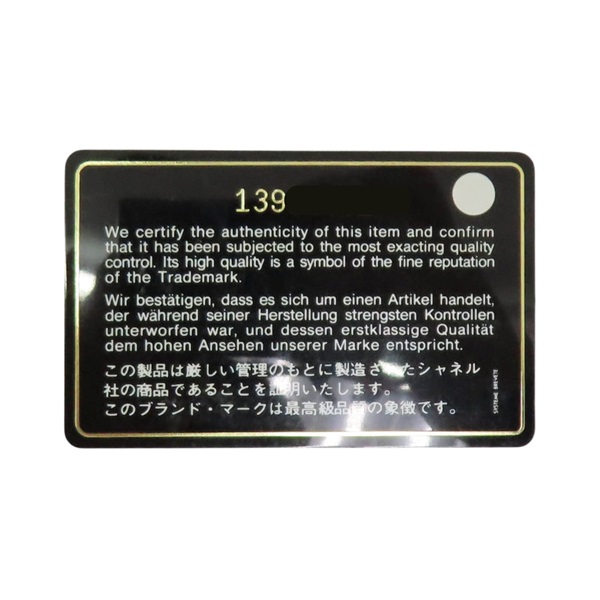 139
We certify the authenticity of this item and confirm
that it has been subjected to the most exacting quality
control. Its high quality is a symbol of the fine reputation
of the Trademark.
Wir bestätigen, dass es sich um einen Artikel handelt,
der während seiner Herstellung strengsten Kontrollen
unterworfen war, und dessen erstklassige Qualität
dem hohen Ansehen unserer Marke entspricht.
この製品は厳しい管理のもとに製造されたシャネル
社の商品であることを証明いたします。
このブランド・マークは最高級品質の象徴です。
SYSTEME BREVETE